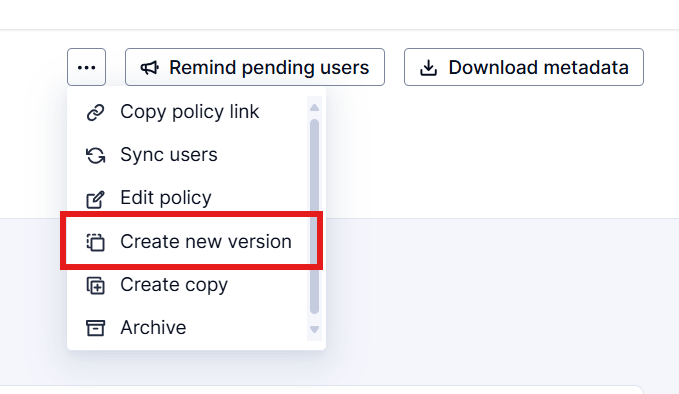 ... Remind pending users Download metadata
Copy policy link
Sync users
Edit policy
Create new version
Create copy
Archive